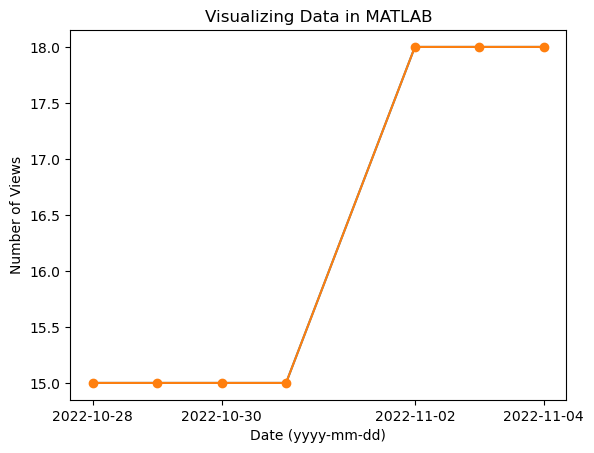 Visualizing Data in MATLAB
18.0
17.5
17.0
16.5
16.0
15.5
15.0
Number of Views
2022-10-28 2022-10-30 2022-11-02 2022-11-04
Date (yyyy-mm-dd)